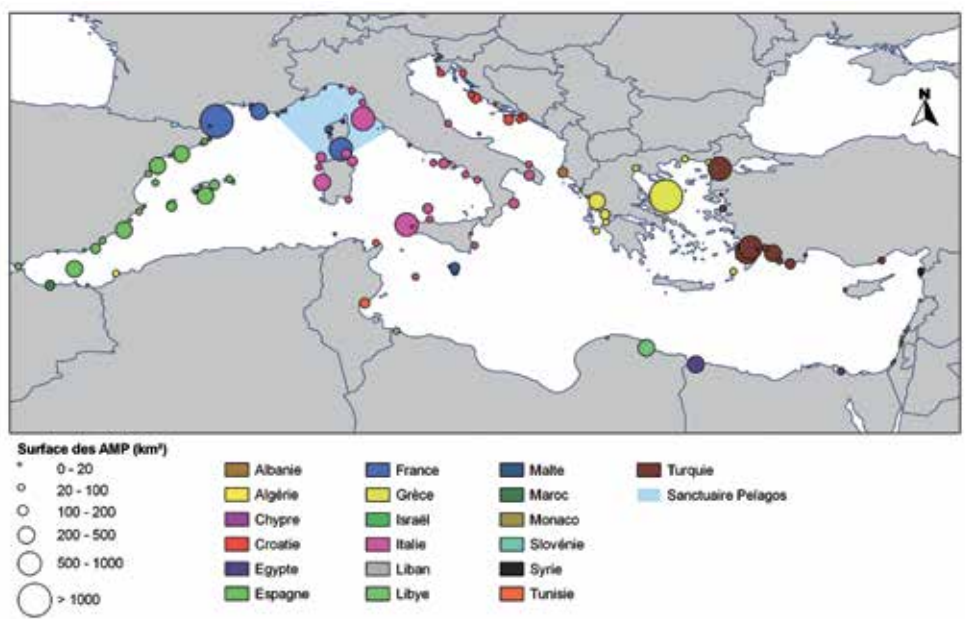 N
Surface des AMP (km²)
0 - 20
20 - 100
100 - 200
200 - 500
500 - 1000
> 1000
Albanie
Algérie
Chypre
Croatie
Egypte
Espagne
France
Grèce
Israël
Italie
Liban
Libye
Malte
Maroc
Monaco
Slovénie
Syrie
Tunisie
Turquie
Sanctuaire Pelagos